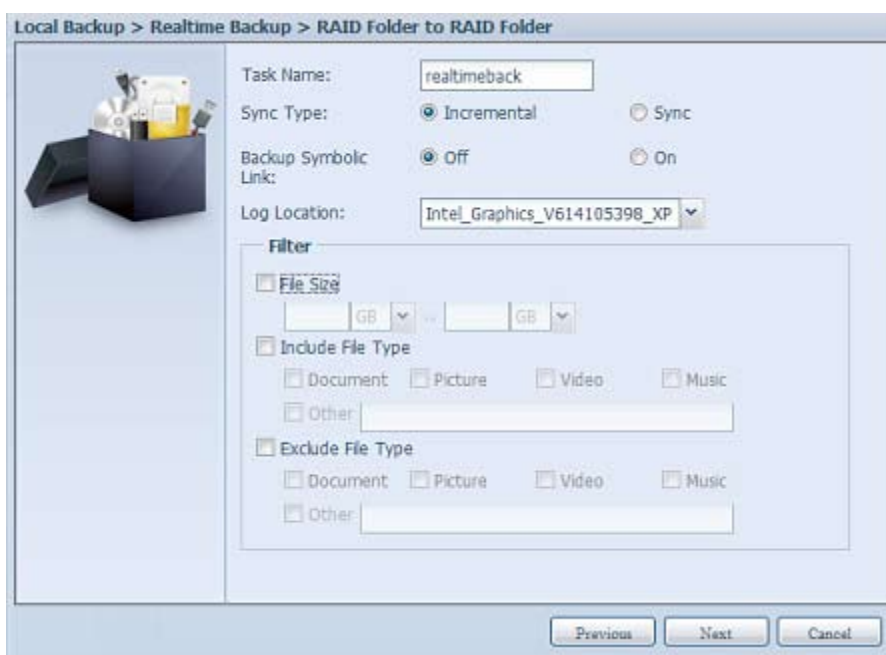 Local Backup > Realtime Backup > RAID Folder to RAID Folder
Task Name: realtimeback
Sync Type: Incremental Sync
Backup Symbolic Link: Off On
Log Location: Intel_Graphics_V614105398_XP
Filter
File Size
GB .. GB
Include File Type
Document Picture Video Music
Other
Exclude File Type
Document Picture Video Music
Other
Previous Next Cancel